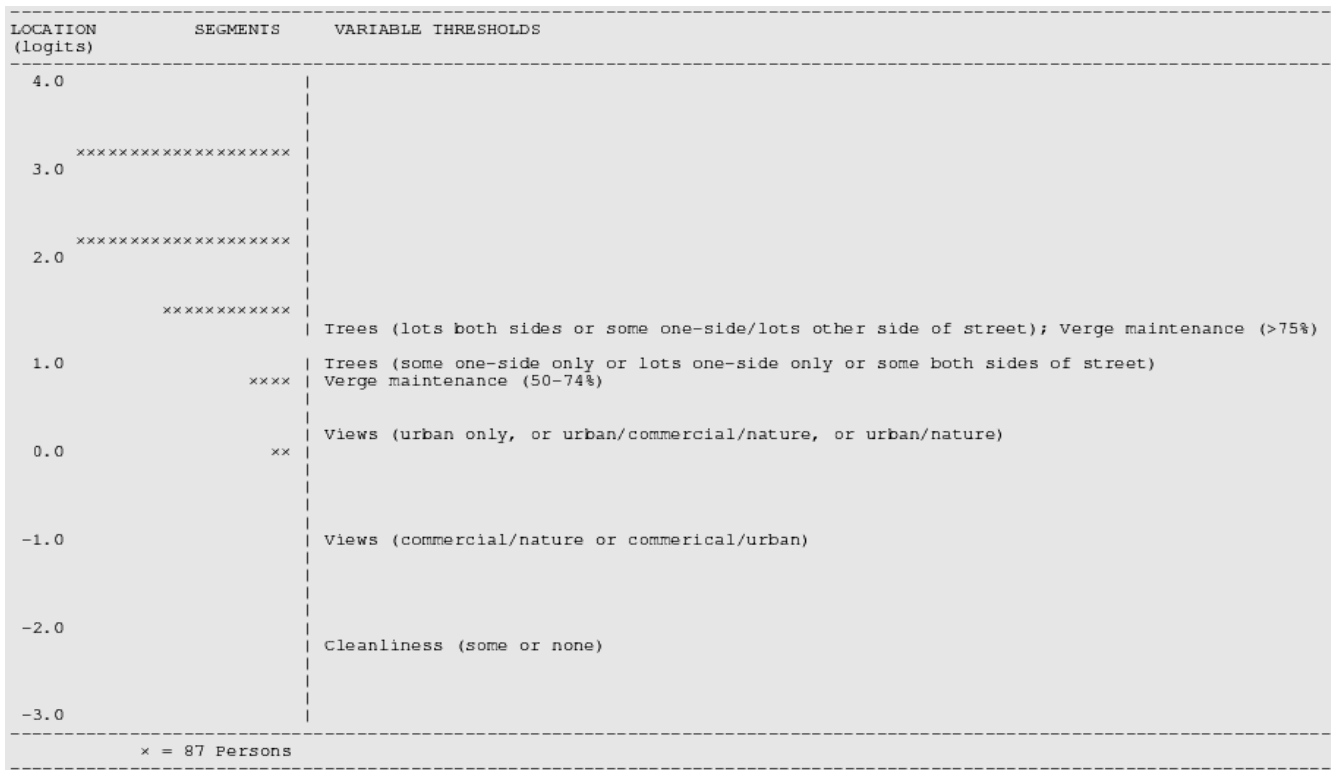 LOCATION SEGMENTS VARIABLE THRESHOLDS
(logits)
4.0
××××××××××××××××××××
3.0
××××××××××××××××××××
2.0
××××××××××××
Trees (lots both sides or some one-side/lots other side of street); Verge maintenance (>75%)
1.0 Trees (some one-side only or lots one-side only or some both sides of street)
×××× Verge maintenance (50-74%)
Views (urban only, or urban/commercial/nature, or urban/nature)
0.0 ××
-1.0 Views (commercial/nature or commerical/urban)
-2.0
Cleanliness (some or none)
-3.0
× = 87 Persons